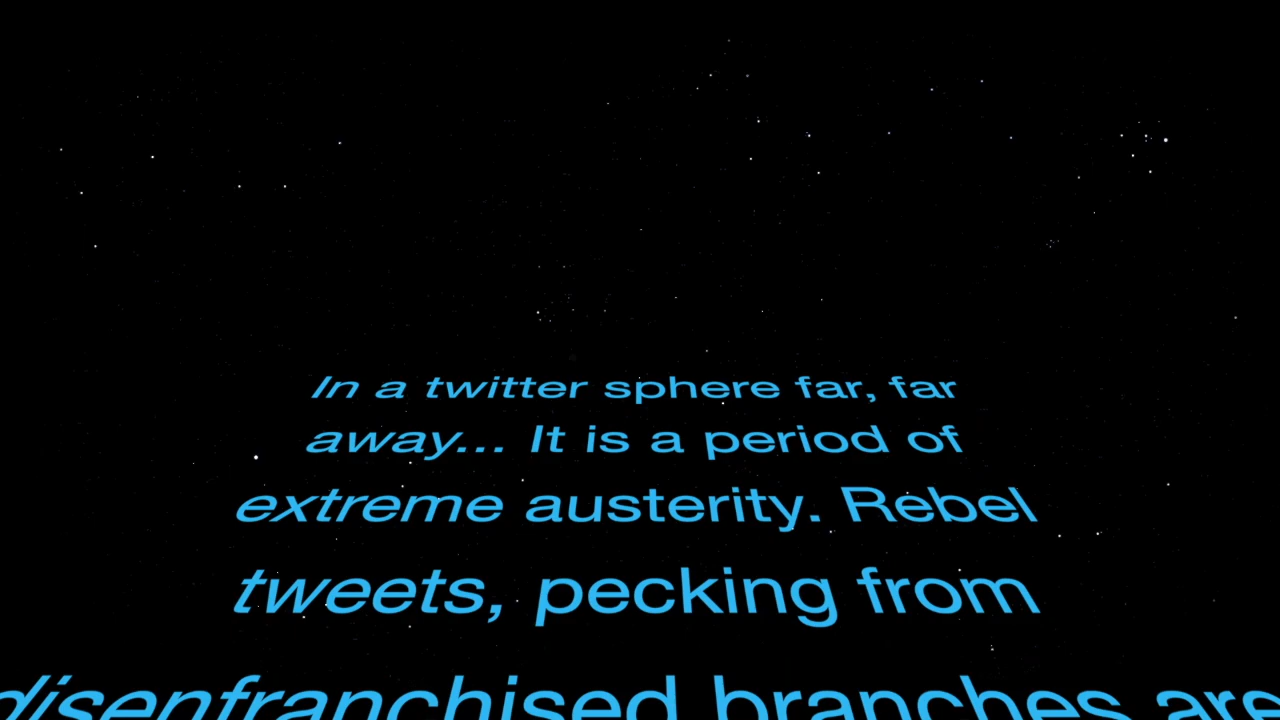 In a twitter sphere far, far
away... It is a period of
extreme austerity. Rebel
tweets, pecking from
disenfranchised branches are